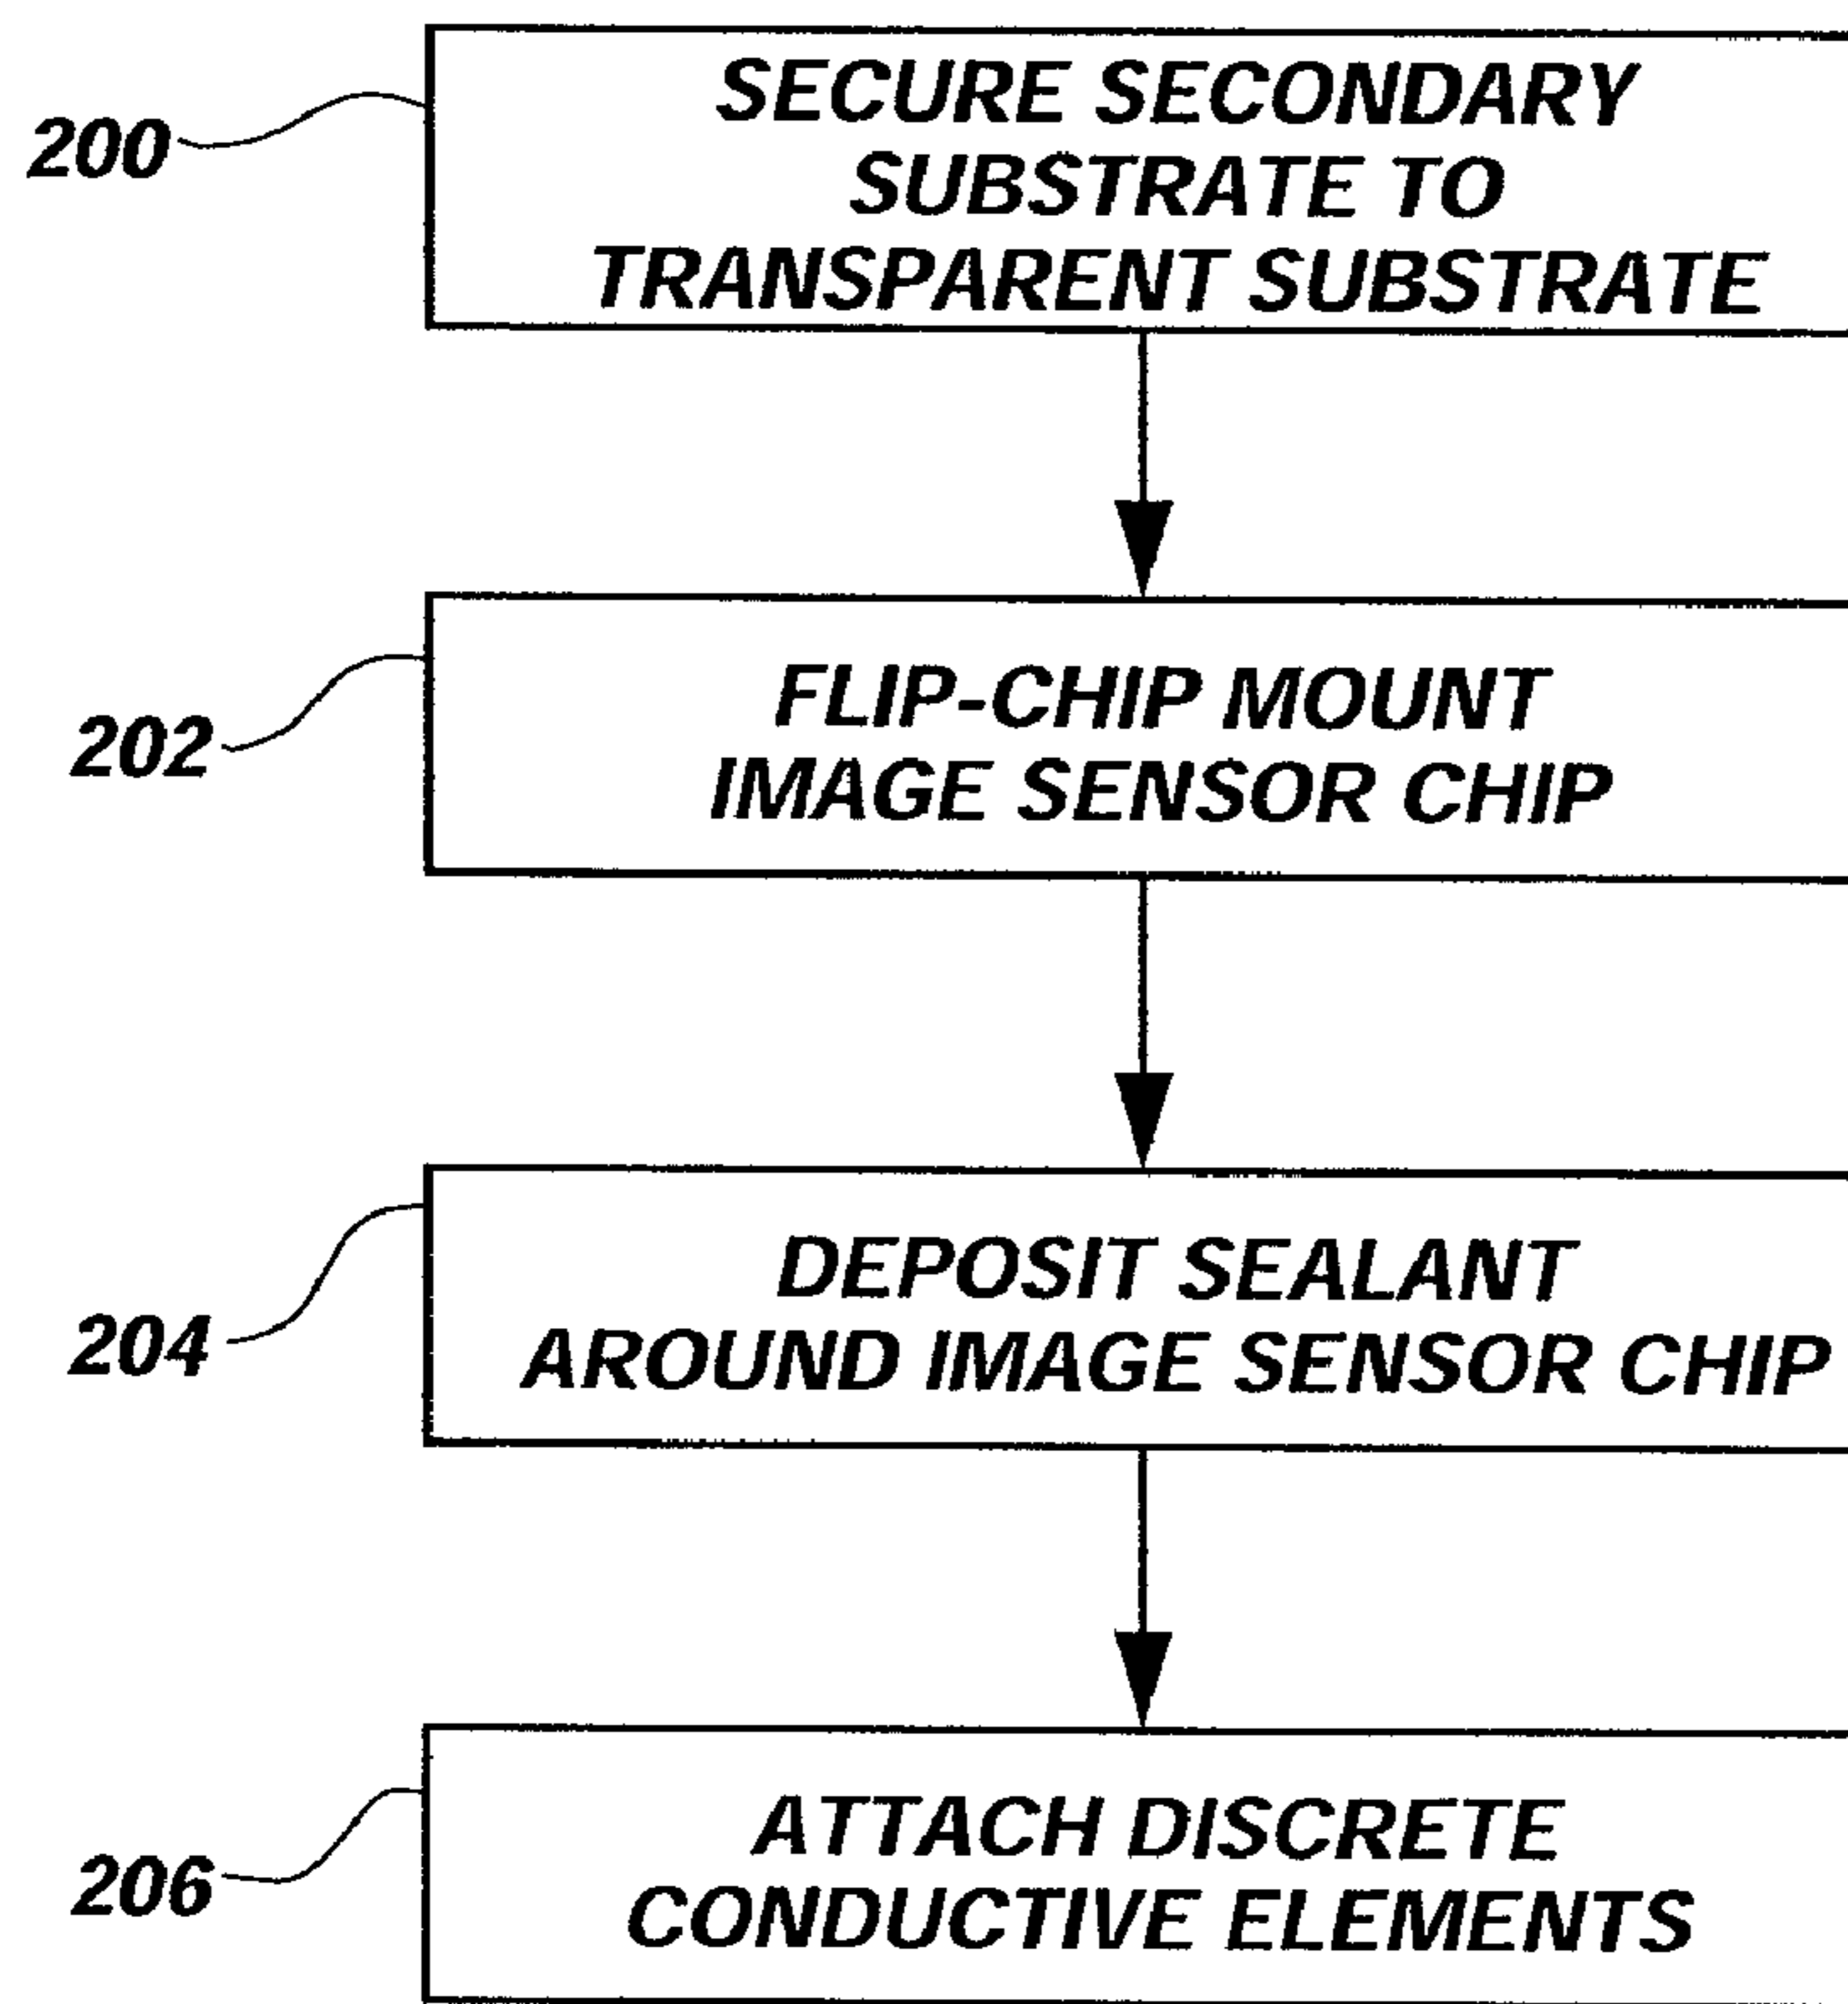 200
SECURE SECONDARY
SUBSTRATE TO
TRANSPARENT SUBSTRATE
202
FLIP-CHIP MOUNT
IMAGE SENSOR CHIP
204
DEPOSIT SEALANT
AROUND IMAGE SENSOR CHIP
206
ATTACH DISCRETE
CONDUCTIVE ELEMENTS